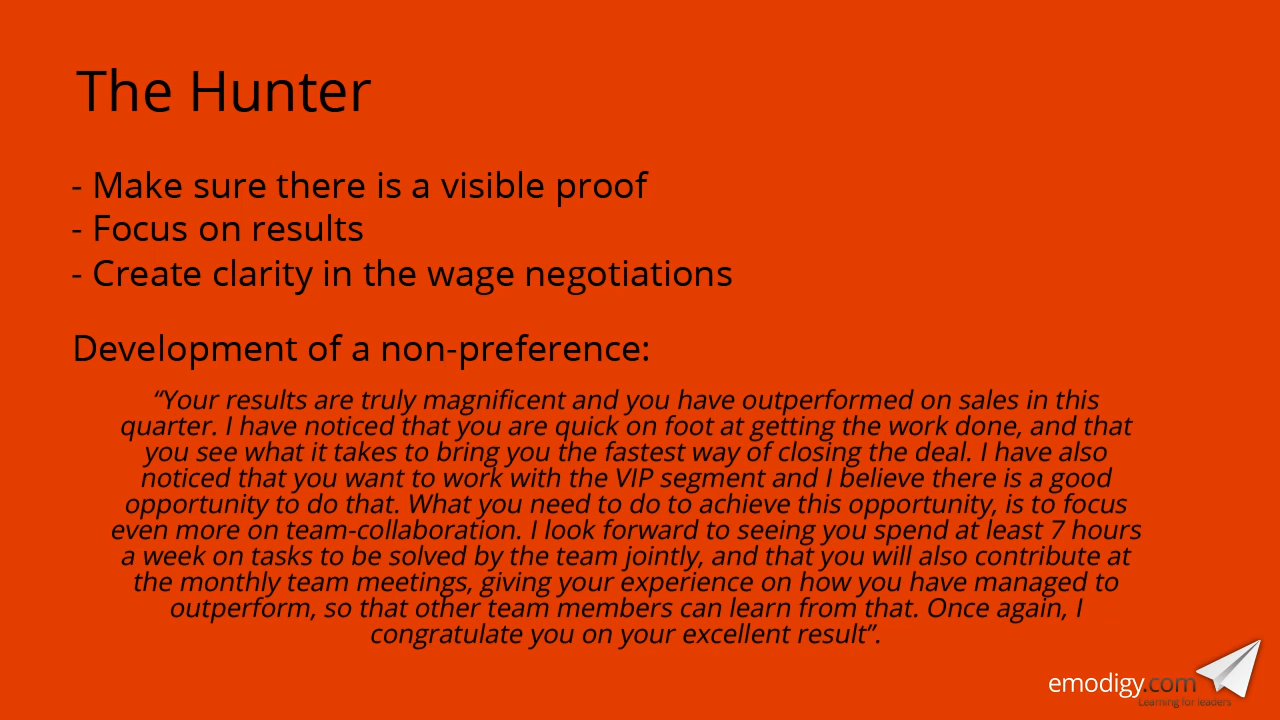 The Hunter
- Make sure there is a visible proof
- Focus on results
- Create clarity in the wage negotiations
Development of a non-preference:
“Your results are truly magnificent and you have outperformed on sales in this
quarter. I have noticed that you are quick on foot at getting the work done, and that
you see what it takes to bring you the fastest way of closing the deal. I have also
noticed that you want to work with the VIP segment and I believe there is a good
opportunity to do that. What you need to do to achieve this opportunity, is to focus
even more on team-collaboration. I look forward to seeing you spend at least 7 hours
a week on tasks to be solved by the team jointly, and that you will also contribute at
the monthly team meetings, giving your experience on how you have managed to
outperform, so that other team members can learn from that. Once again, I
congratulate you on your excellent result”.
emodigy.com
Learning for leaders